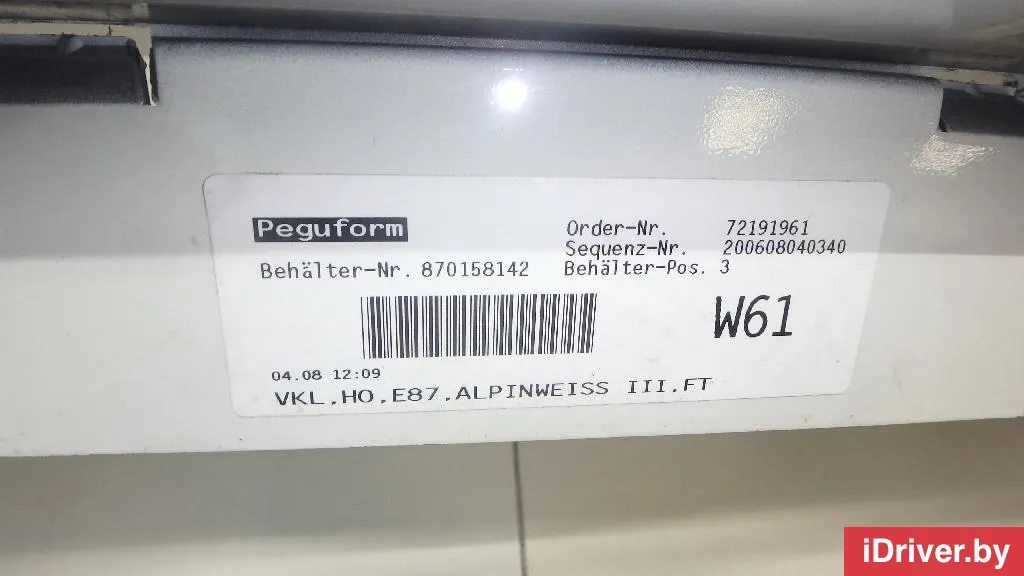 Peguform
Order-Nr. 72191961
Sequenz-Nr. 200608040340
Behälter-Nr. 870158142 Behälter-Pos. 3
W61
04.08 12:09
VKL,HO,E87,ALPINWEISS III,FT
iDriver.by